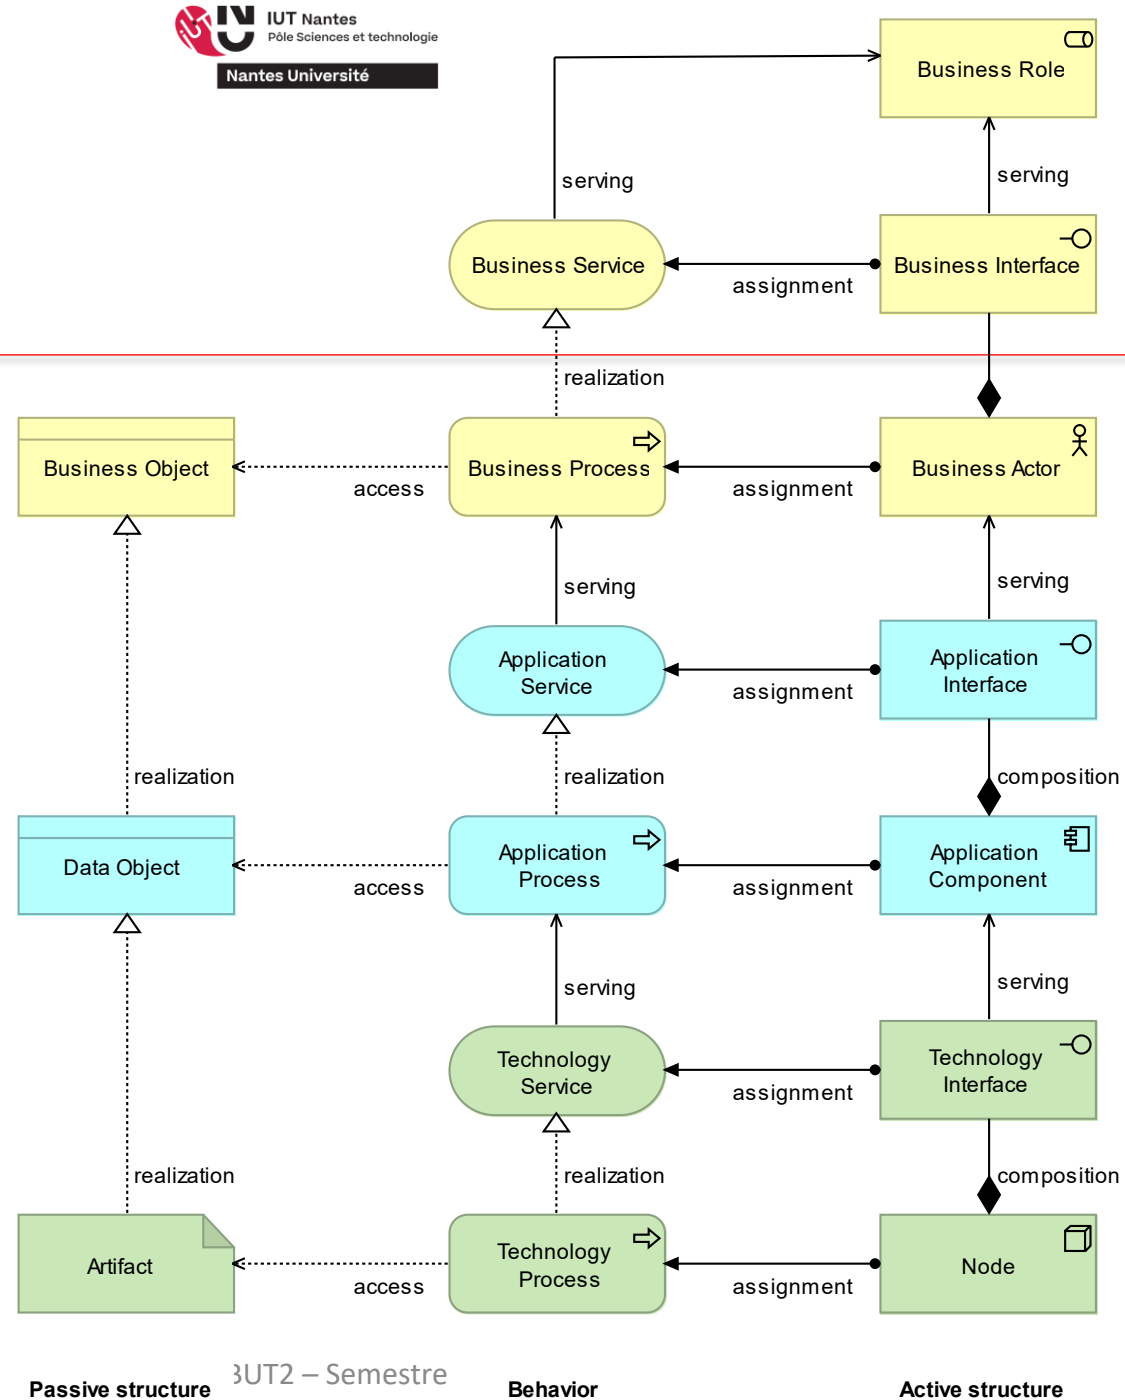 IUT Nantes
Pôle Sciences et technologie
Nantes Université
Business Role
serving
serving
Business Service
assignment
Business Interface
realization
Business Object
access
Business Process
assignment
Business Actor
serving
serving
Application
Service
assignment
Application
Interface
realization
realization
composition
Data Object
access
Application
Process
assignment
Application
Component
serving
serving
Technology
Service
assignment
Technology
Interface
realization
realization
composition
Artifact
access
Technology
Process
assignment
Node
BUT2 – Semestre
Passive structure
Behavior
Active structure